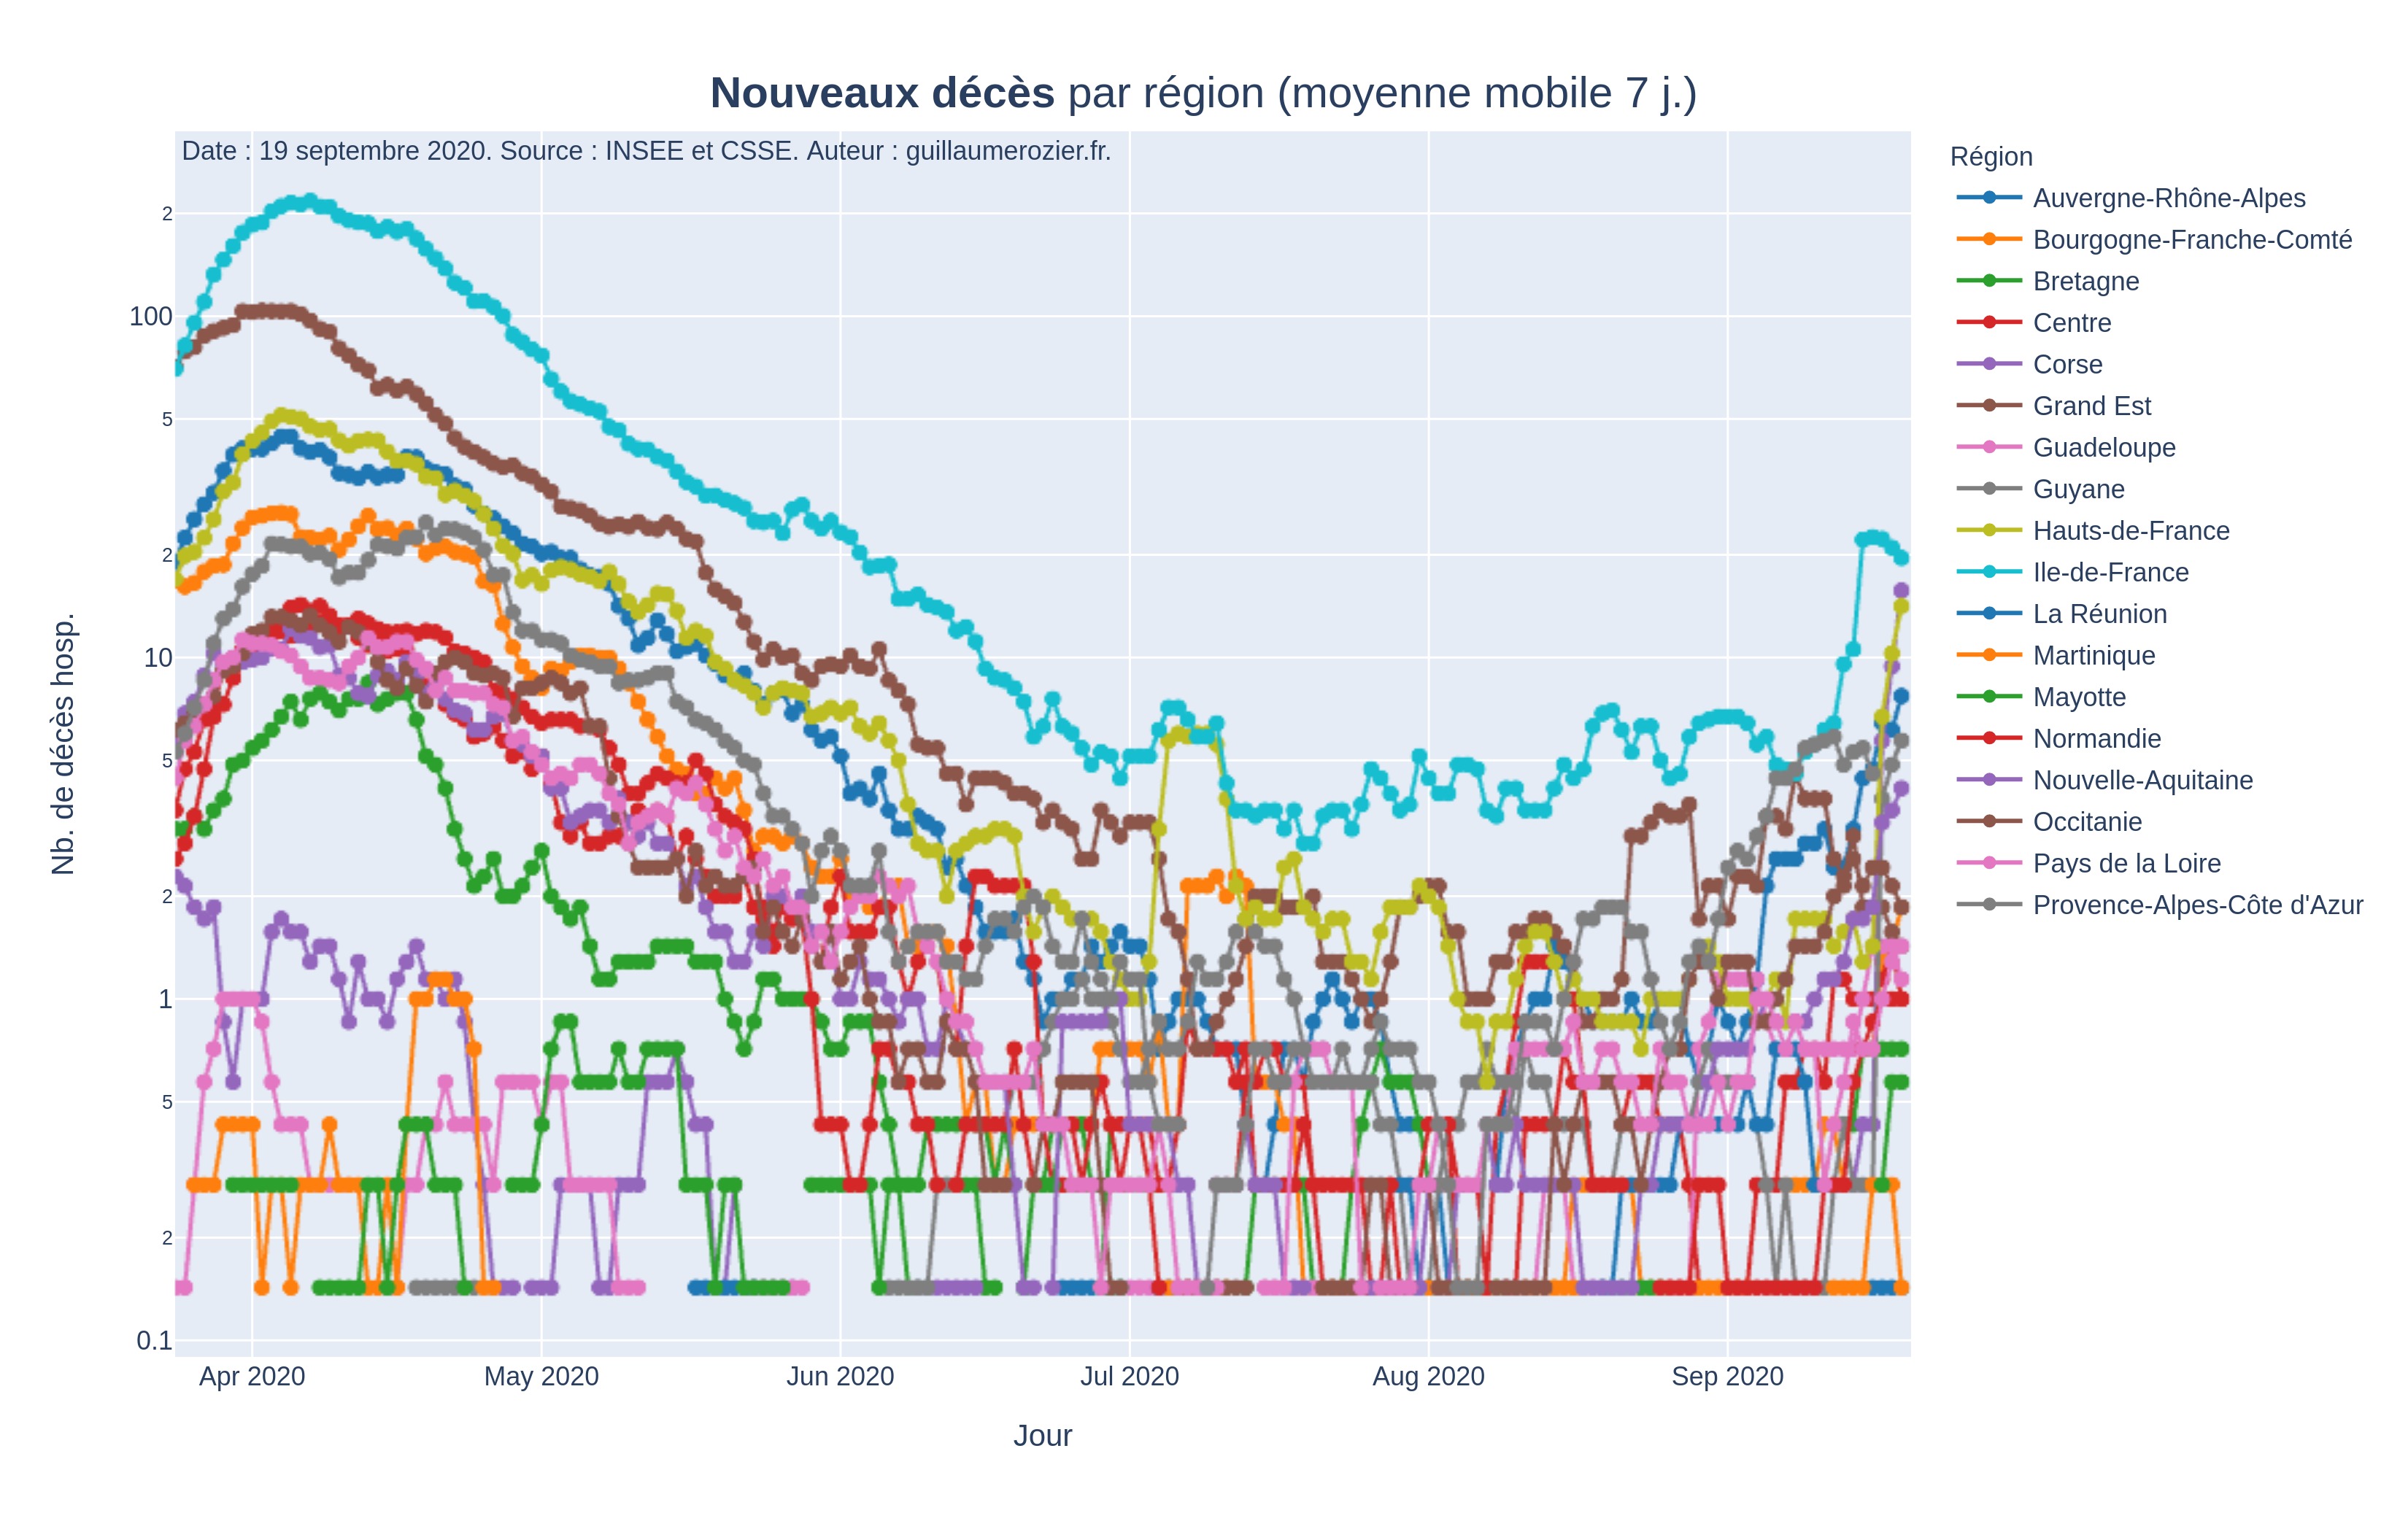 Nouveaux décès par région (moyenne mobile 7 j.)
Date : 19 septembre 2020. Source : INSEE et CSSE. Auteur : guillaumerozier.fr.
Nb. de décès hosp.
2
100
5
2
10
5
2
1
5
2
0.1
Apr 2020 May 2020 Jun 2020 Jul 2020 Aug 2020 Sep 2020
Jour
Région
Auvergne-Rhône-Alpes
Bourgogne-Franche-Comté
Bretagne
Centre
Corse
Grand Est
Guadeloupe
Guyane
Hauts-de-France
Ile-de-France
La Réunion
Martinique
Mayotte
Normandie
Nouvelle-Aquitaine
Occitanie
Pays de la Loire
Provence-Alpes-Côte d'Azur